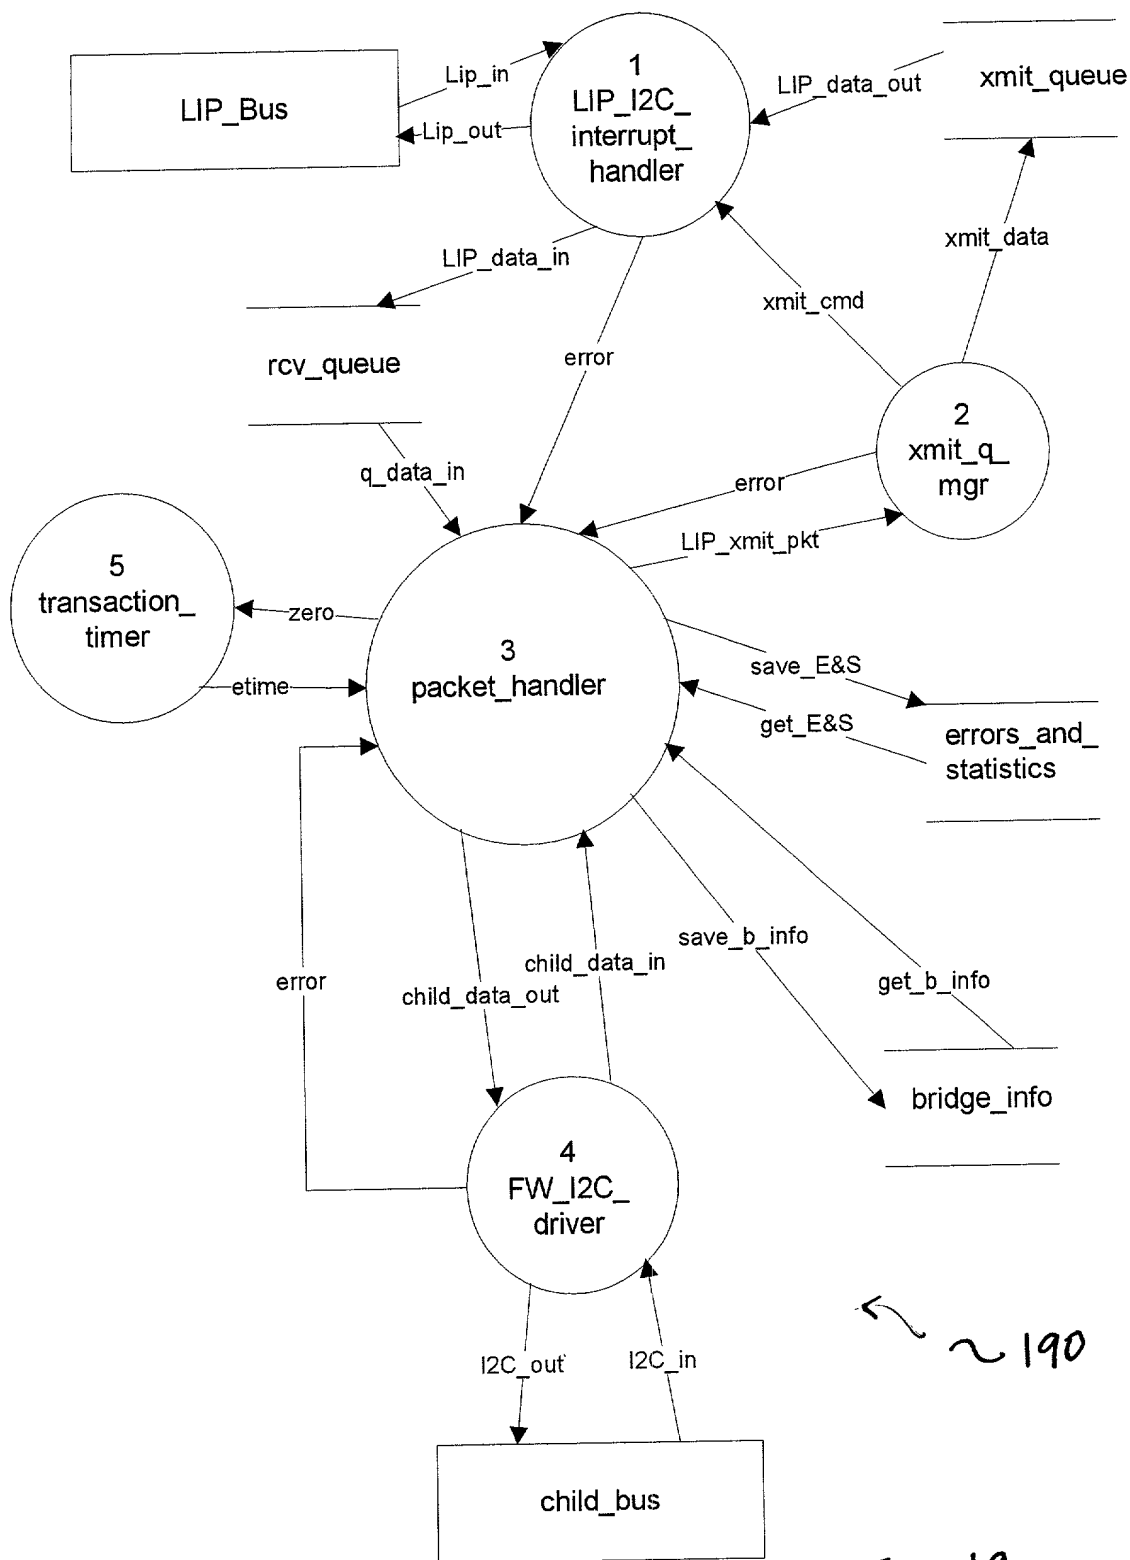 1
LIP_I2C_
interrupt_
handler
LIP_Bus
Lip_in
Lip_out
LIP_data_out
xmit_queue
xmit_data
LIP_data_in
xmit_cmd
rcv_queue
error
q_data_in
2
xmit_q_
mgr
error
LIP_xmit_pkt
5
transaction_
timer
zero
etime
3
packet_handler
save_E&S
get_E&S
errors_and_
statistics
error
child_data_out
child_data_in
save_b_info
get_b_info
bridge_info
4
FW_I2C_
driver
I2C_out
I2C_in
190
child_bus